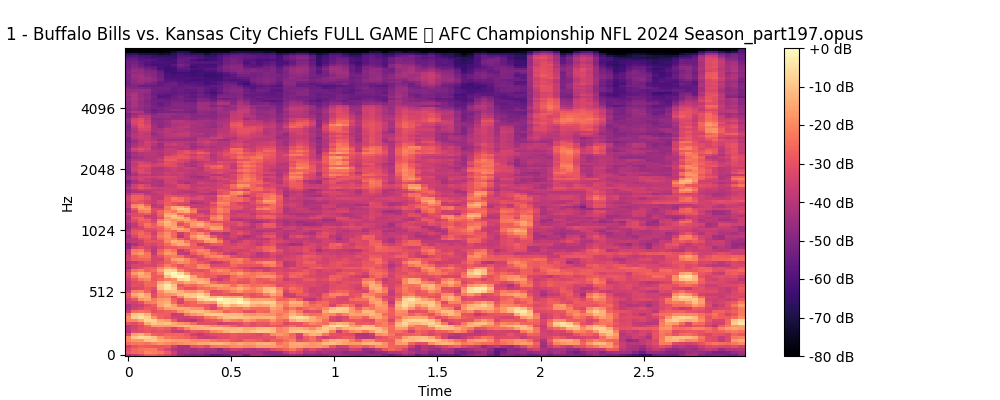 1 - Buffalo Bills vs. Kansas City Chiefs FULL GAME ▯ AFC Championship NFL 2024 Season_part197.opus
+0 dB
-10 dB
-20 dB
-30 dB
-40 dB
-50 dB
-60 dB
-70 dB
-80 dB
4096
2048
1024
512
0
Hz
0
0.5
1
1.5
2
2.5
Time